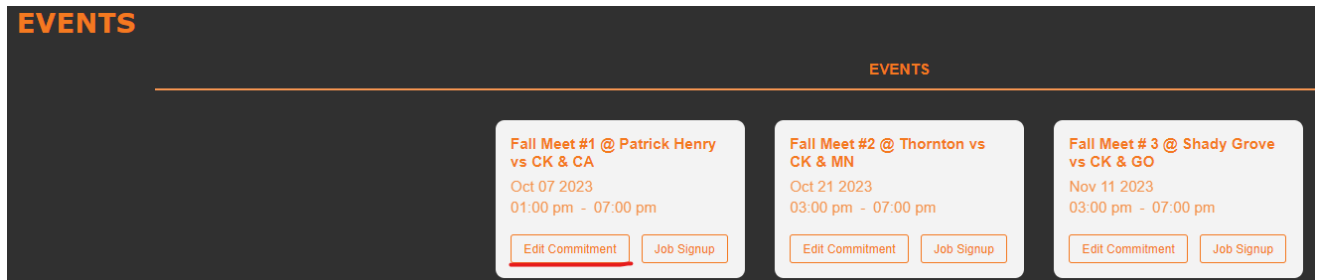 EVENTS
EVENTS
Fall Meet #1 @ Patrick Henry
vs CK & CA
Oct 07 2023
01:00 pm - 07:00 pm
Edit Commitment
Job Signup
Fall Meet #2 @ Thornton vs
CK & MN
Oct 21 2023
03:00 pm - 07:00 pm
Edit Commitment
Job Signup
Fall Meet # 3 @ Shady Grove
vs CK & GO
Nov 11 2023
03:00 pm - 07:00 pm
Edit Commitment
Job Signup